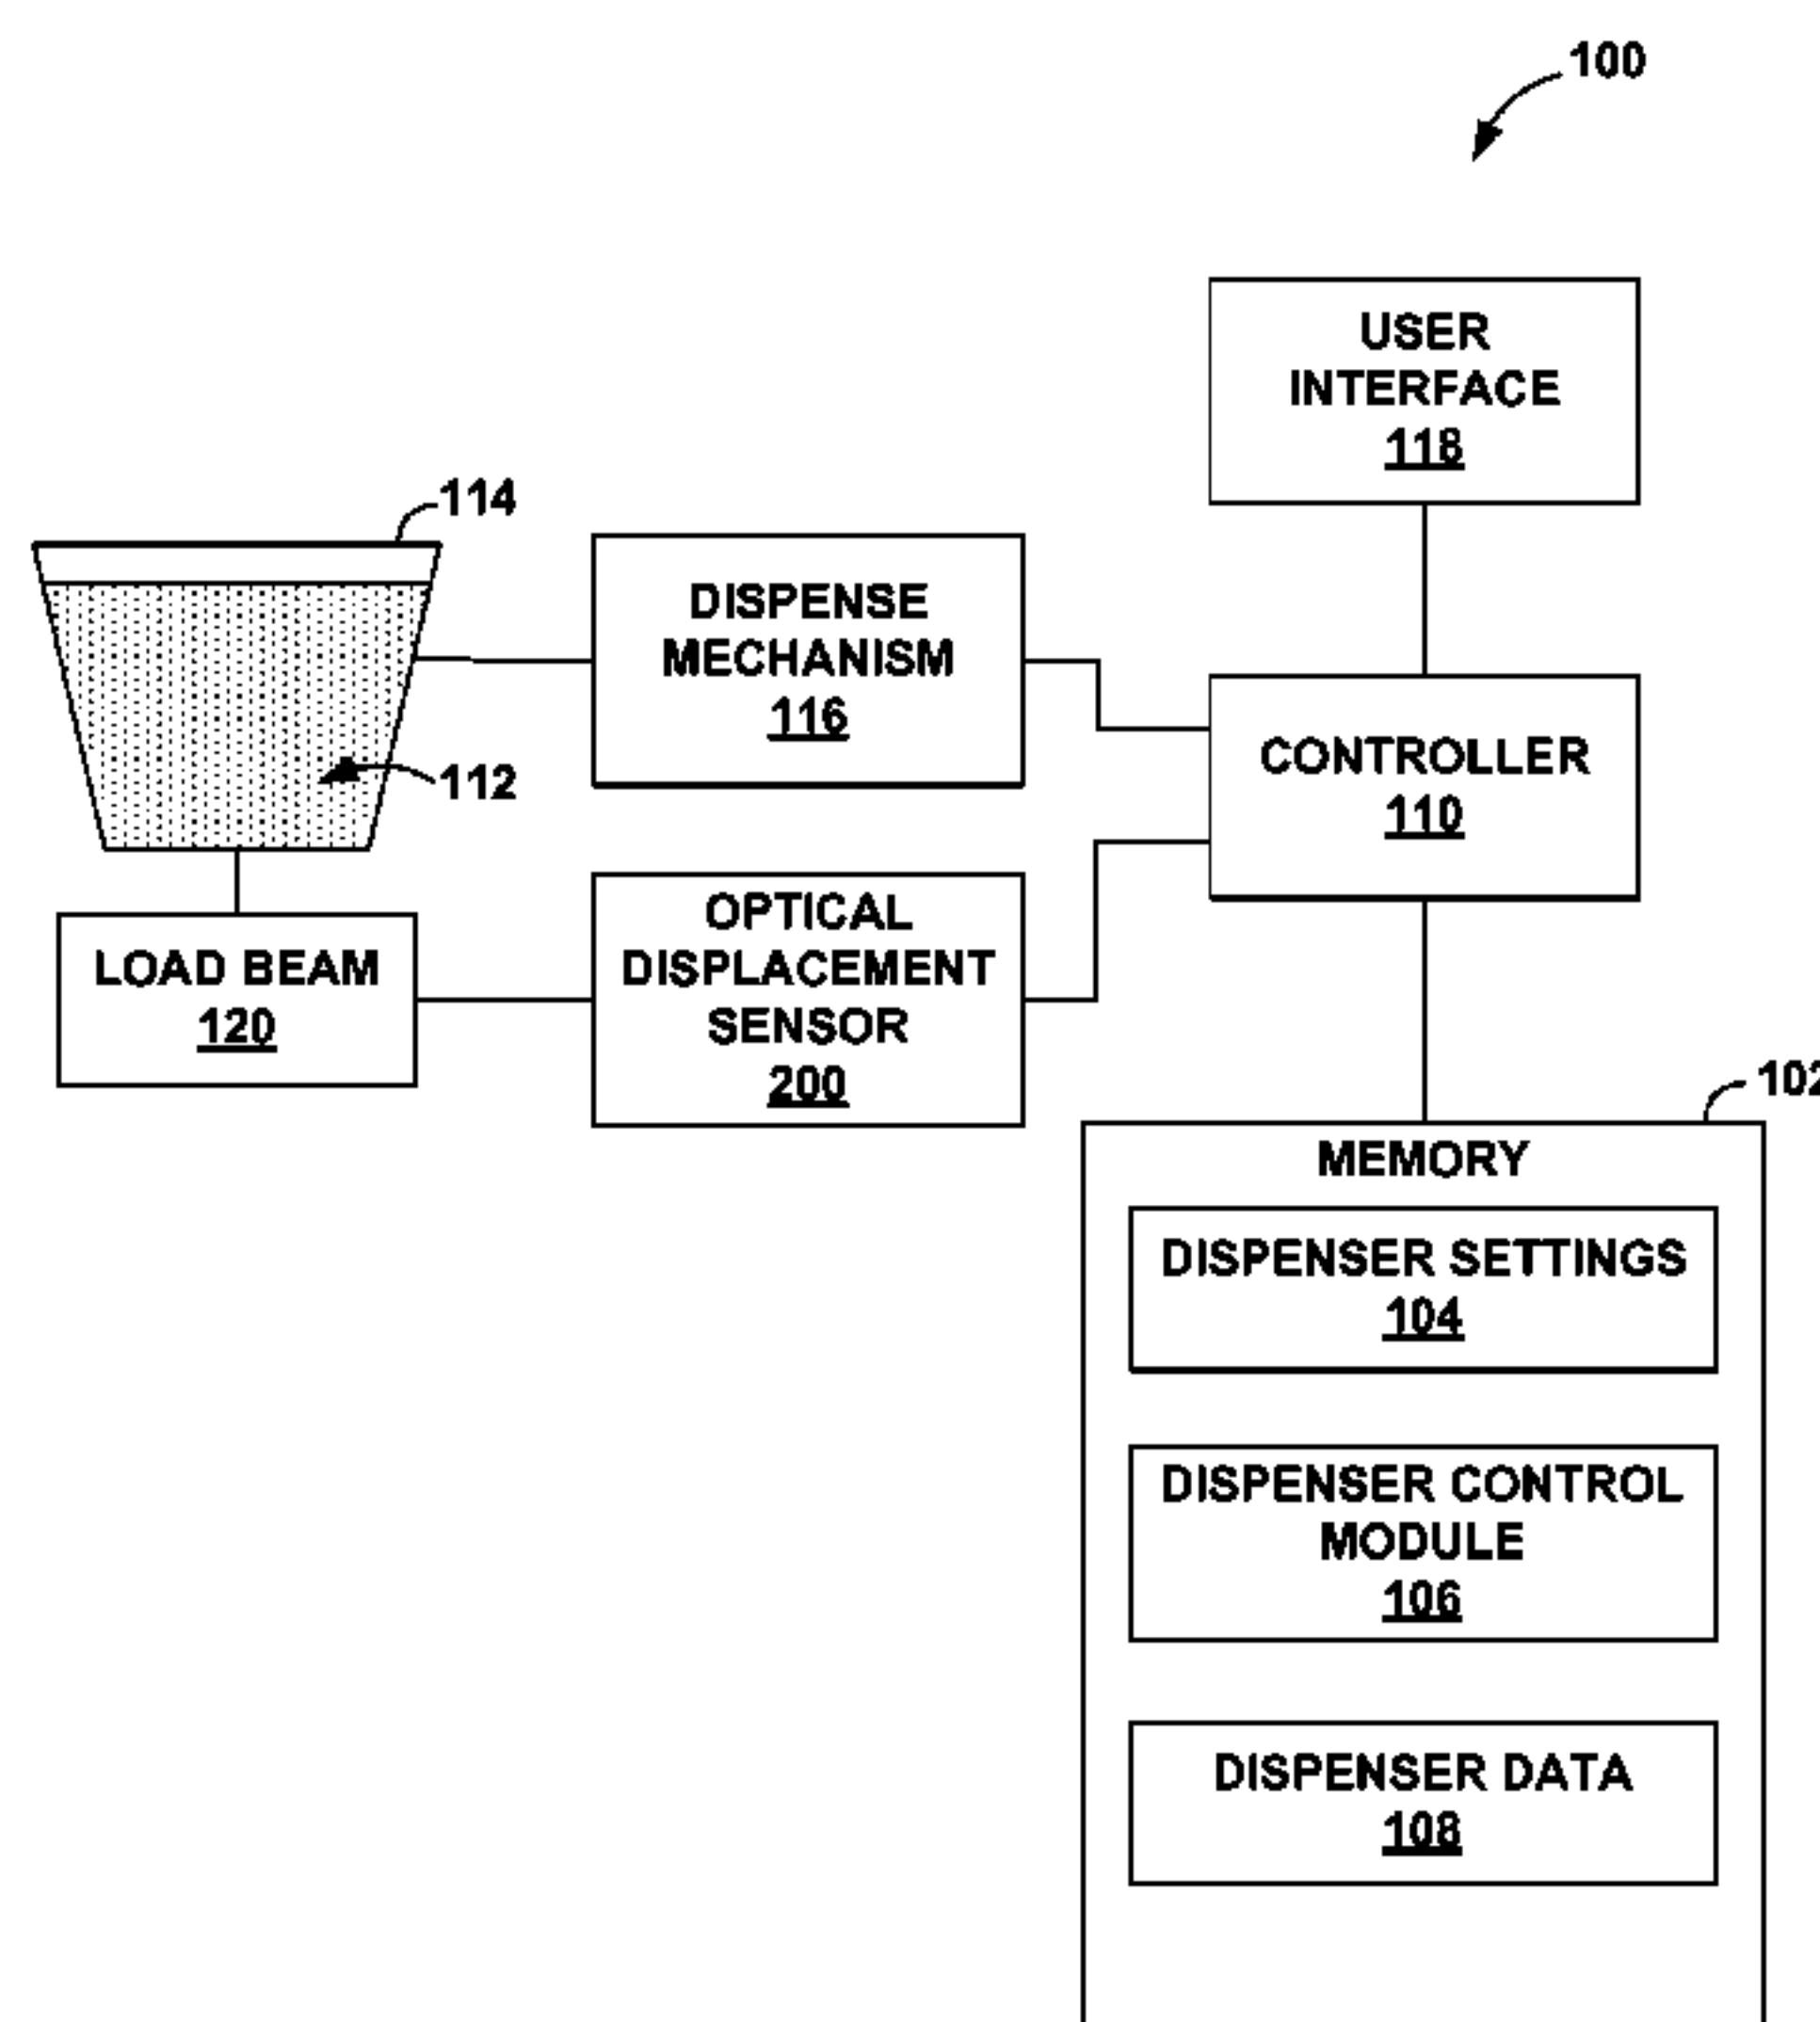 100
USER
INTERFACE
118
114
DISPENSE
MECHANISM
116
112
CONTROLLER
110
LOAD BEAM
120
OPTICAL
DISPLACEMENT
SENSOR
200
102
MEMORY
DISPENSER SETTINGS
104
DISPENSER CONTROL
MODULE
106
DISPENSER DATA
108